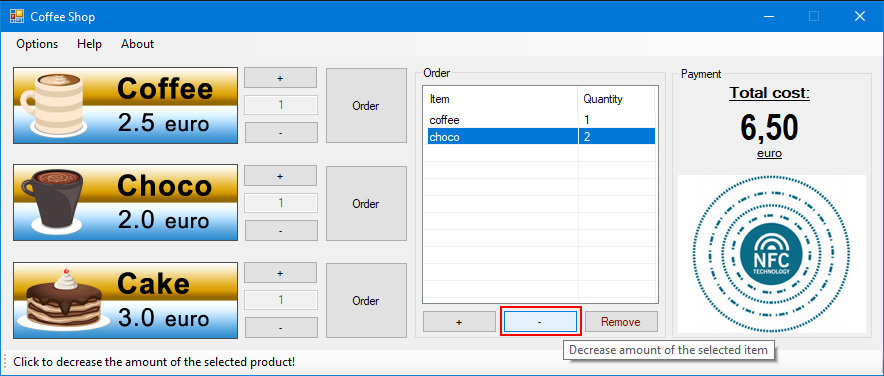 Coffee Shop
Options Help About
Coffee
2.5 euro
+
1
-
Order
Choco
2.0 euro
+
1
-
Order
Cake
3.0 euro
+
1
-
Order
Order
Item Quantity
coffee 1
choco 2
+ - Remove
Decrease amount of the selected item
Payment
Total cost:
6,50
euro
NFC
TECHNOLOGY
Click to decrease the amount of the selected product!